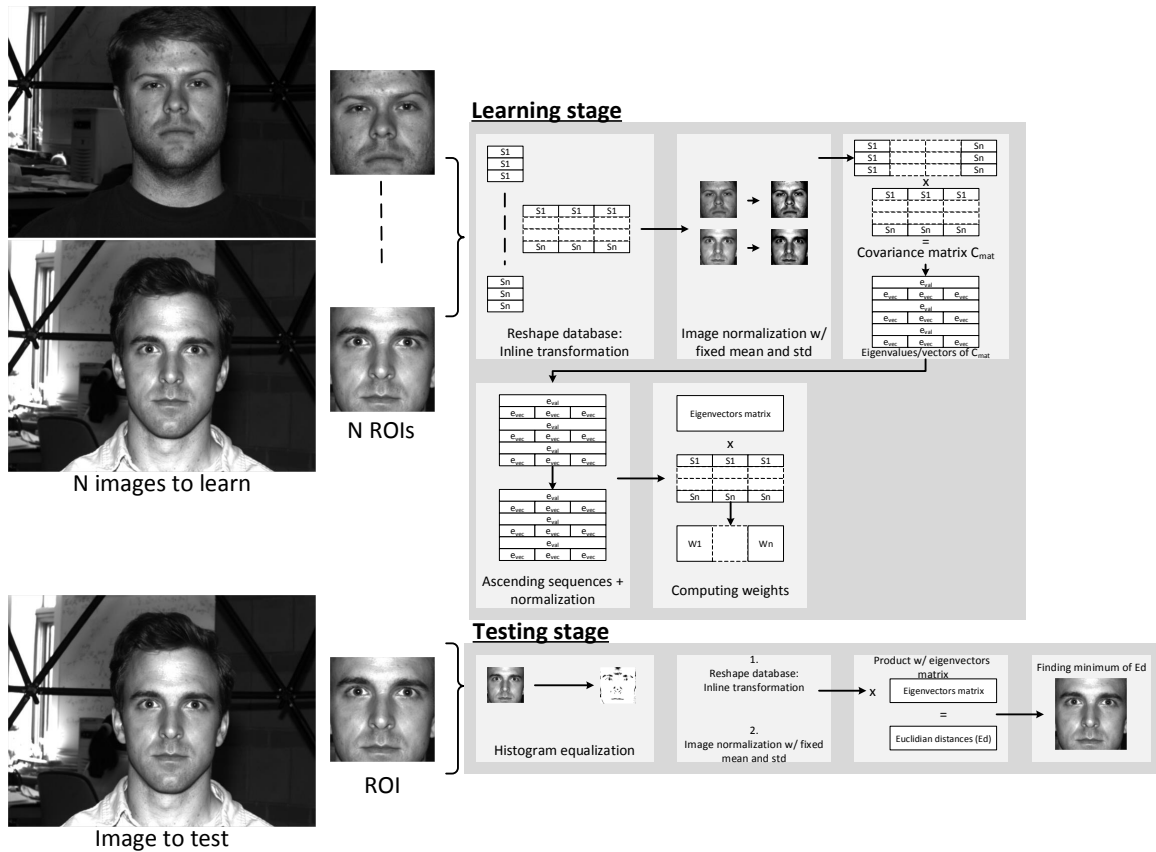 Learning stage
S1
S1
S1
S1 S1 S1
Sn Sn Sn
Sn
Sn
Sn
Reshape database:
Inline transformation
Image normalization w/
fixed mean and std
S1 Sn
S1 Sn
S1 Sn
x
S1 S1 S1
Sn Sn Sn
=
Covariance matrix Cmat
eval
evec evec evec
eval
evec evec evec
eval
evec evec evec
Eigenvalues/vectors of Cmat
eval
evec evec evec
eval
evec evec evec
eval
evec evec evec
eval
evec evec evec
eval
evec evec evec
eval
evec evec evec
Ascending sequences +
normalization
Eigenvectors matrix
x
S1 S1 S1
Sn Sn Sn
W1 Wn
Computing weights
N ROIs
N images to learn
Testing stage
Histogram equalization
1.
Reshape database:
Inline transformation
2.
Image normalization w/ fixed
mean and std
Product w/ eigenvectors
matrix
x
Eigenvectors matrix
=
Euclidian distances (Ed)
Finding minimum of Ed
ROI
Image to test